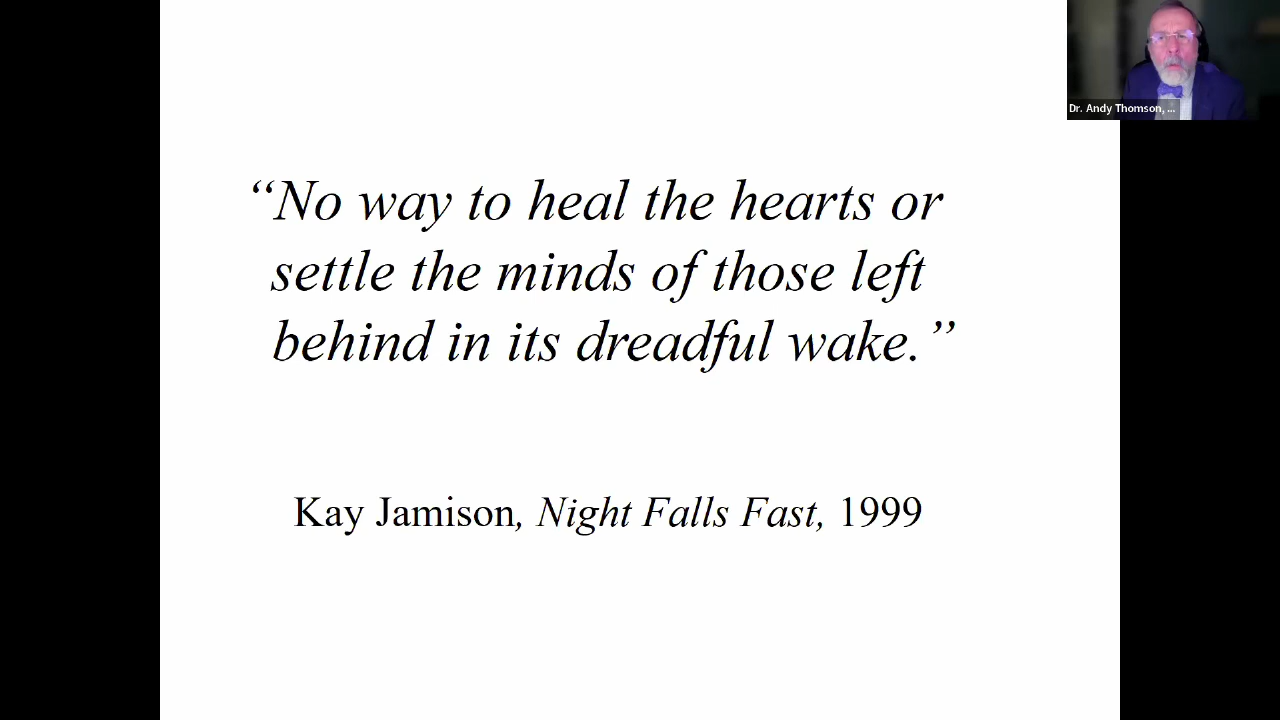 Dr. Andy Thomson, ...
“No way to heal the hearts or
settle the minds of those left
behind in its dreadful wake.”
Kay Jamison, Night Falls Fast, 1999